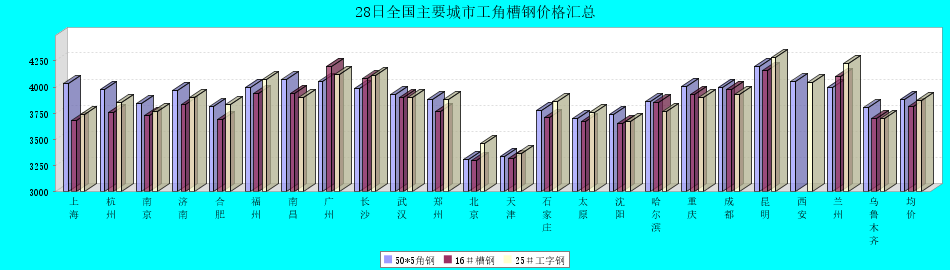 28日全国主要城市工角槽钢价格汇总
4250
4000
3750
3500
3250
3000
上海 杭州 南京 济南 合肥 福州 南昌 广州 长沙 武汉 郑州 北京 天津 石家庄 太原 沈阳 哈尔滨 重庆 成都 昆明 西安 兰州 乌鲁木齐 均价
50*5角钢 16#槽钢 25#工字钢